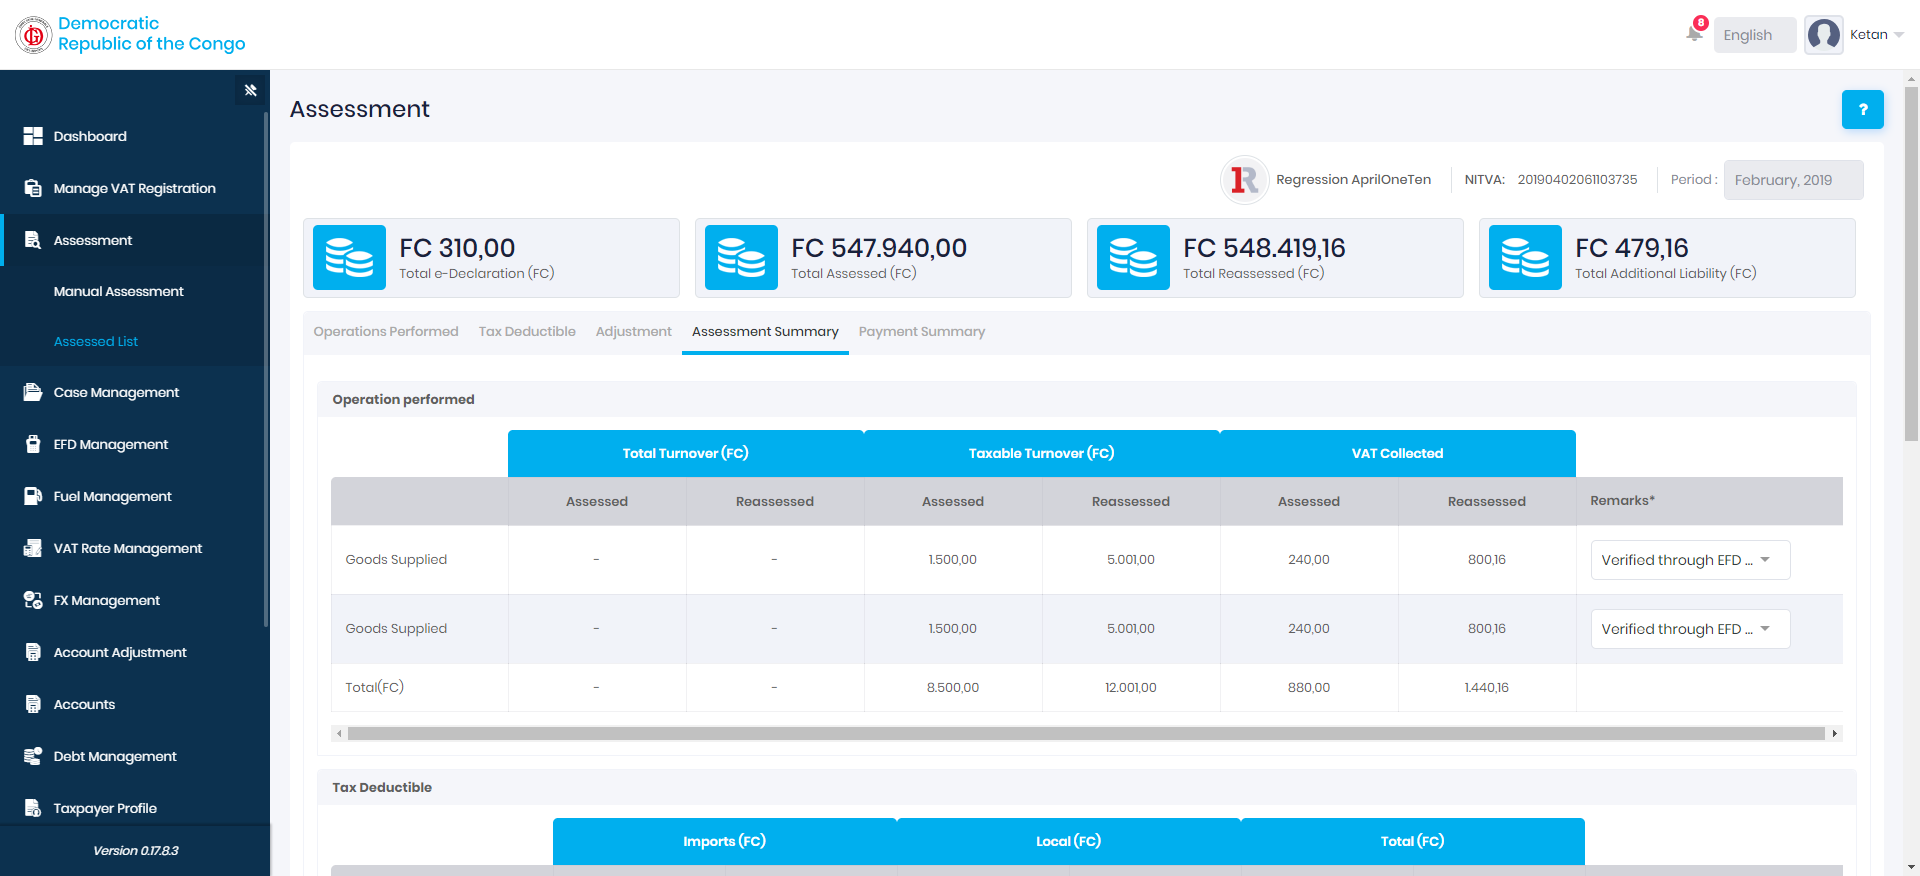 Democratic
Republic of the Congo
8
English
Ketan
Dashboard
Manage VAT Registration
Assessment
Manual Assessment
Assessed List
Case Management
EFD Management
Fuel Management
VAT Rate Management
FX Management
Account Adjustment
Accounts
Debt Management
Taxpayer Profile
Version 0.17.8.3
Assessment
?
1R Regression AprilOneTen NITVA: 20190402061103735 Period : February, 2019
FC 310,00
Total e-Declaration (FC)
FC 547.940,00
Total Assessed (FC)
FC 548.419,16
Total Reassessed (FC)
FC 479,16
Total Additional Liability (FC)
Operations Performed Tax Deductible Adjustment Assessment Summary Payment Summary
Operation performed
Total Turnover (FC) Taxable Turnover (FC) VAT Collected
Assessed Reassessed Assessed Reassessed Assessed Reassessed Remarks*
Goods Supplied - - 1.500,00 5.001,00 240,00 800,16 Verified through EFD ...
Goods Supplied - - 1.500,00 5.001,00 240,00 800,16 Verified through EFD ...
Total(FC) - - 8.500,00 12.001,00 880,00 1.440,16
Tax Deductible
Imports (FC) Local (FC) Total (FC)